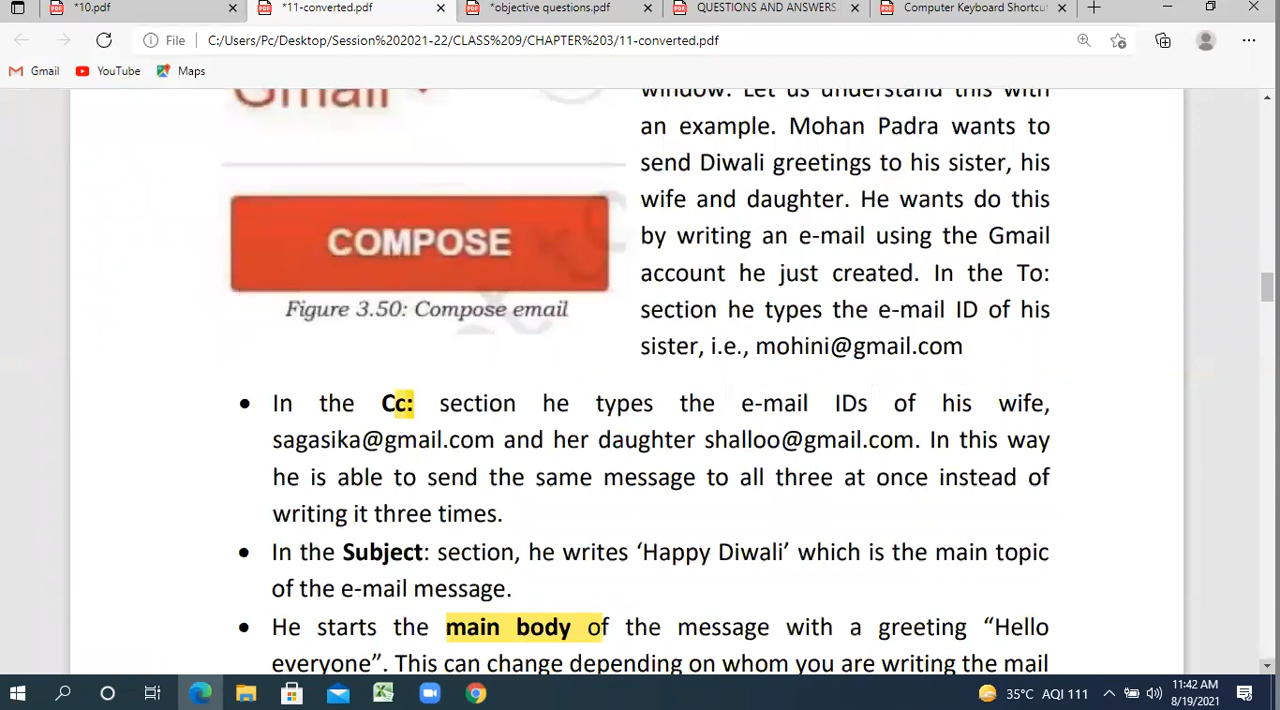 *10.pdf
*11-converted.pdf
*objective questions.pdf
QUESTIONS AND ANSWERS
Computer Keyboard Shortcu
File C:/Users/Pc/Desktop/Session%202021-22/CLASS%209/CHAPTER%203/11-converted.pdf
Gmail YouTube Maps
Gmail
COMPOSE
Figure 3.50: Compose email
window. Let us understand this with
an example. Mohan Padra wants to
send Diwali greetings to his sister, his
wife and daughter. He wants do this
by writing an e-mail using the Gmail
account he just created. In the To:
section he types the e-mail ID of his
sister, i.e., mohini@gmail.com
• In the Cc: section he types the e-mail IDs of his wife,
sagasika@gmail.com and her daughter shalloo@gmail.com. In this way
he is able to send the same message to all three at once instead of
writing it three times.
• In the Subject: section, he writes ‘Happy Diwali’ which is the main topic
of the e-mail message.
• He starts the main body of the message with a greeting “Hello
everyone”. This can change depending on whom you are writing the mail
35°C AQI 111
11:42 AM
8/19/2021